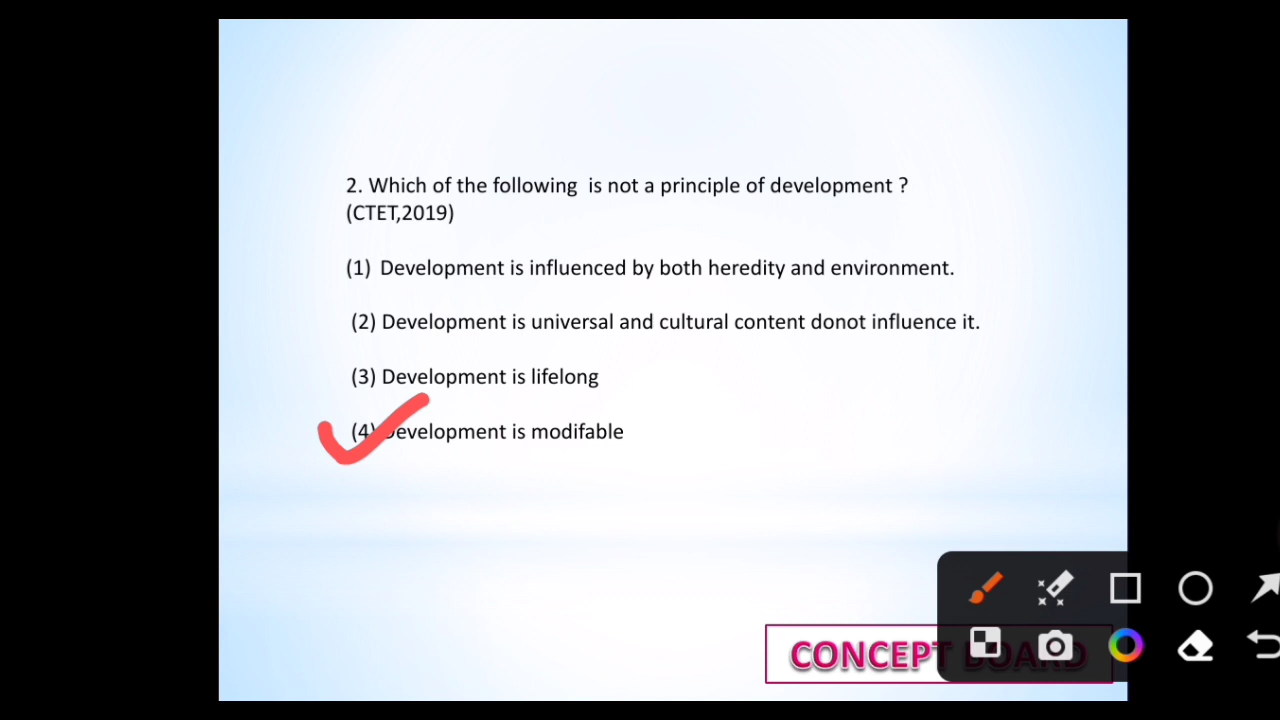 2. Which of the following is not a principle of development ?
(CTET,2019)
(1) Development is influenced by both heredity and environment.
(2) Development is universal and cultural content donot influence it.
(3) Development is lifelong
(4) Development is modifable
CONCEPT BOARD